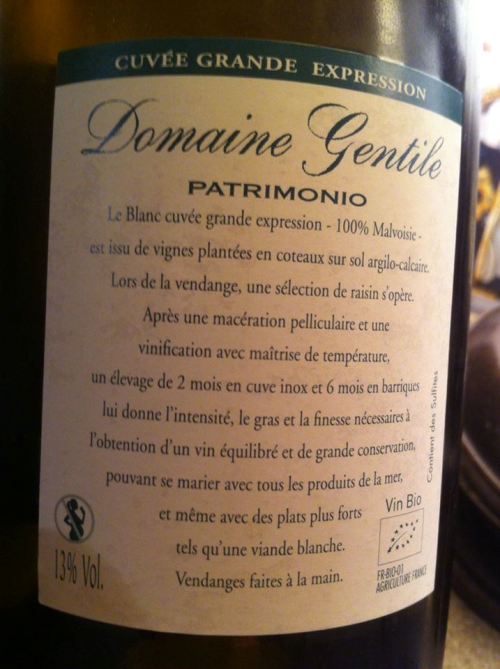 CUVÉE GRANDE EXPRESSION
Domaine Gentile
PATRIMONIO
Le Blanc cuvée grande expression - 100% Malvoisie -
est issu de vignes plantées en coteaux sur sol argilo-calcaire.
Lors de la vendange, une sélection de raisin s'opère.
Après une macération pelliculaire et une
vinification avec maîtrise de température,
un élevage de 2 mois en cuve inox et 6 mois en barriques
lui donne l'intensité, le gras et la finesse nécessaires à
l'obtention d'un vin équilibré et de grande conservation,
pouvant se marier avec tous les produits de la mer,
et même avec des plats plus forts
tels qu'une viande blanche.
Vendanges faites à la main.
13% Vol.
Contient des Sulfites
Vin Bio
FR-BIO-01
AGRICULTURE FRANCE